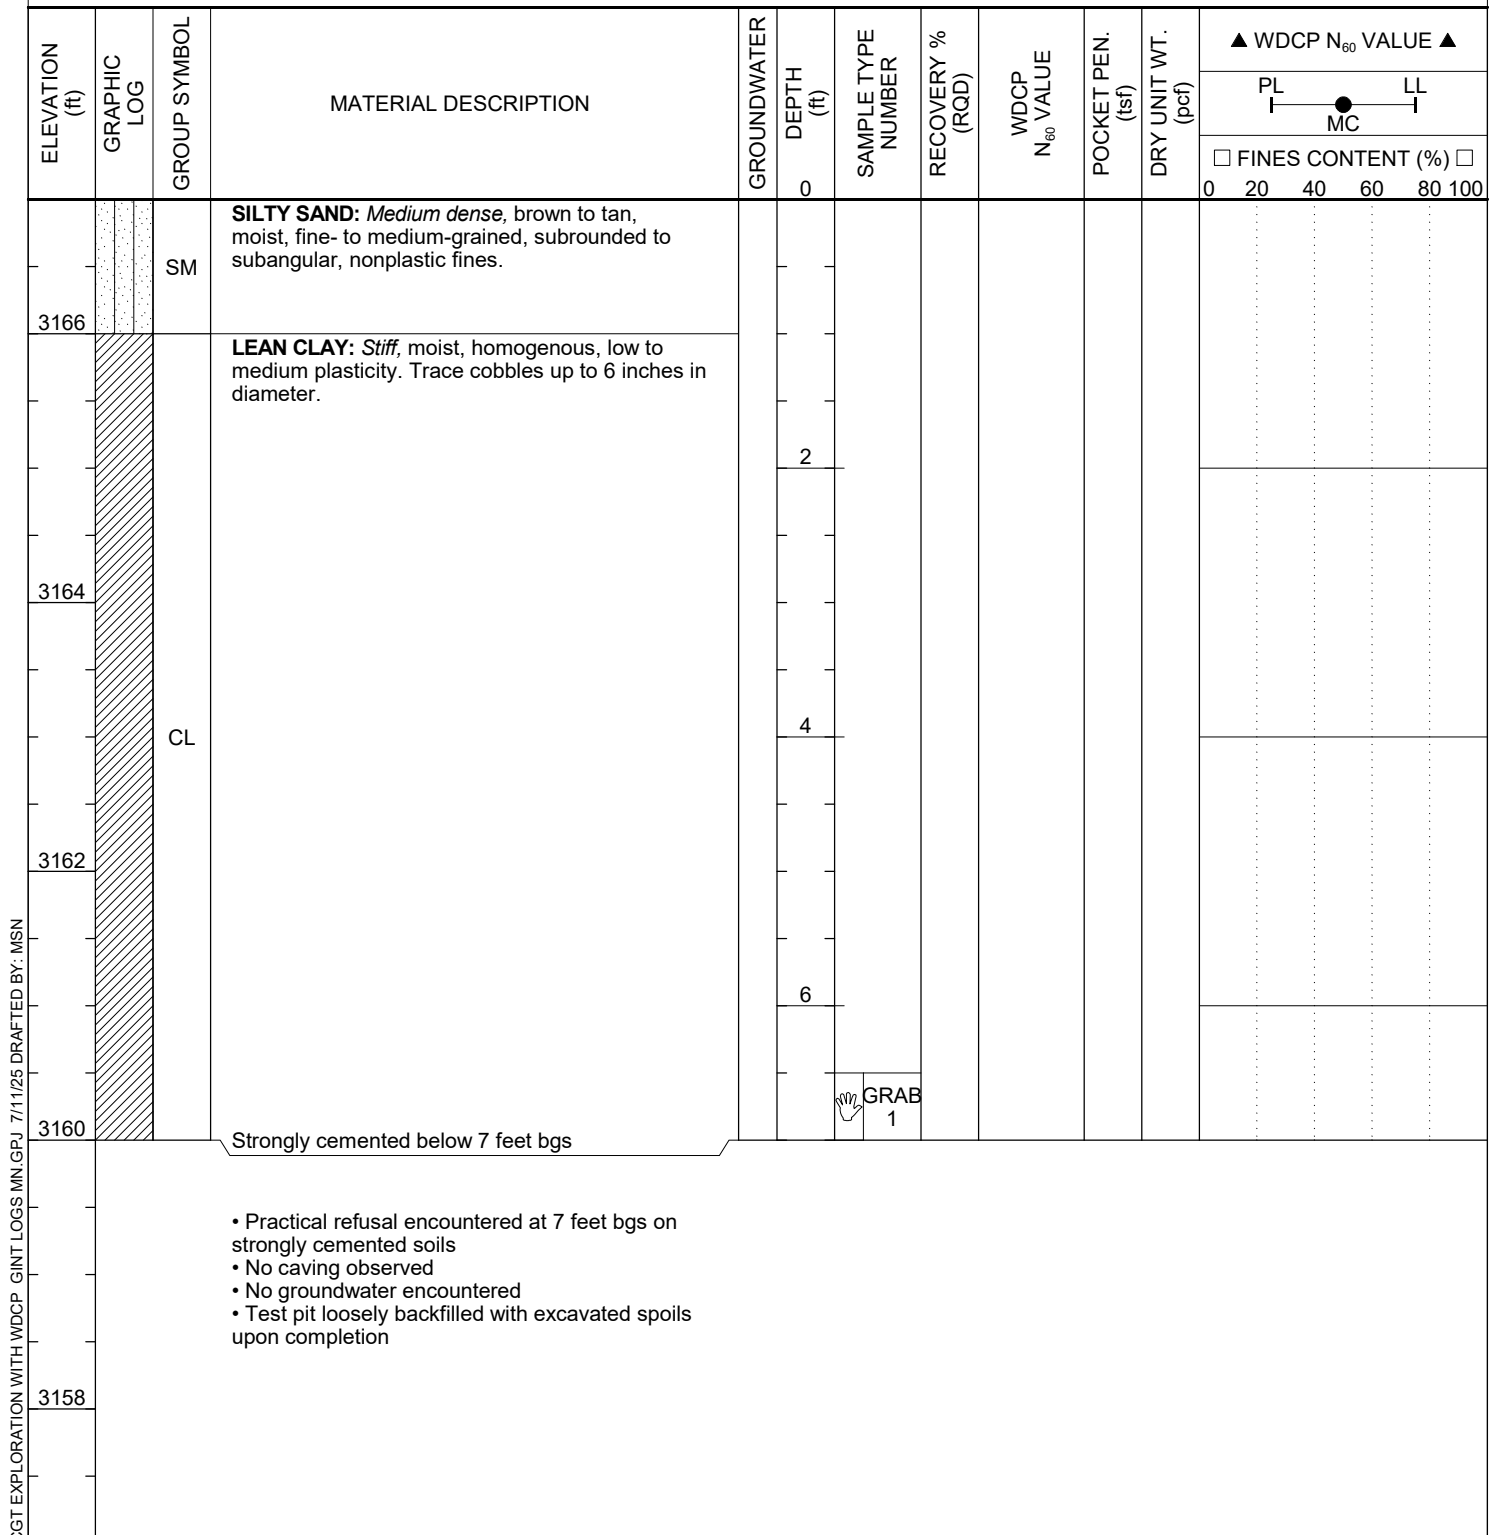 ELEVATION
(ft)
GRAPHIC
LOG
GROUP SYMBOL
MATERIAL DESCRIPTION
GROUNDWATER
DEPTH
(ft)
0
SAMPLE TYPE
NUMBER
RECOVERY %
(RQD)
WDCP
N60 VALUE
POCKET PEN.
(tsf)
DRY UNIT WT.
(pcf)
▲ WDCP N60 VALUE ▲
PL LL
MC
□ FINES CONTENT (%) □
0 20 40 60 80 100
SM
SILTY SAND: Medium dense, brown to tan,
moist, fine- to medium-grained, subrounded to
subangular, nonplastic fines.
3166
LEAN CLAY: Stiff, moist, homogenous, low to
medium plasticity. Trace cobbles up to 6 inches in
diameter.
2
3164
CL
4
3162
6
GRAB
1
3160
Strongly cemented below 7 feet bgs
• Practical refusal encountered at 7 feet bgs on
strongly cemented soils
• No caving observed
• No groundwater encountered
• Test pit loosely backfilled with excavated spoils
upon completion
3158
CGT EXPLORATION WITH WDCP GINT LOGS MN.GPJ 7/11/25 DRAFTED BY: MSN